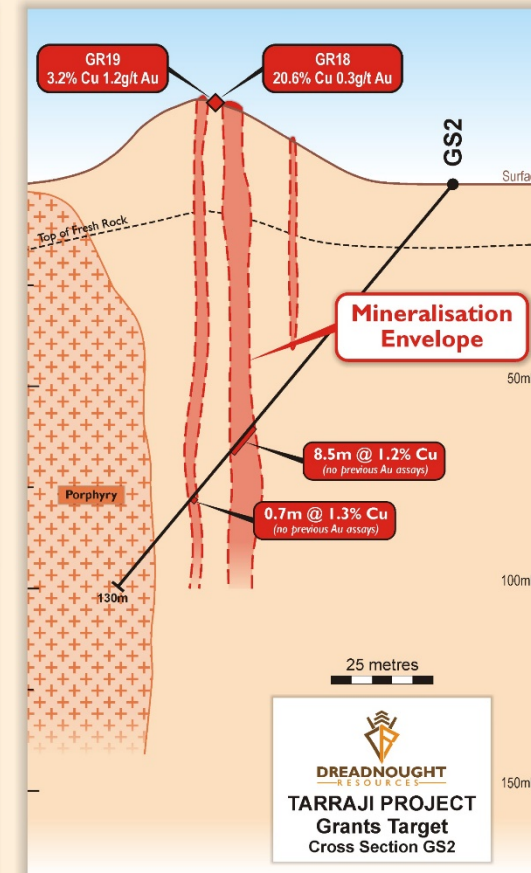 GR19
3.2% Cu 1.2g/t Au
GR18
20.6% Cu 0.3g/t Au
GS2
Surfac
Top of Fresh Rock
Mineralisation
Envelope
50m
8.5m @ 1.2% Cu
(no previous Au assays)
Porphyry
0.7m @ 1.3% Cu
(no previous Au assays)
100m
130m
25 metres
DREADNOUGHT
RESOURCES
TARRAJI PROJECT
Grants Target
Cross Section GS2
150m